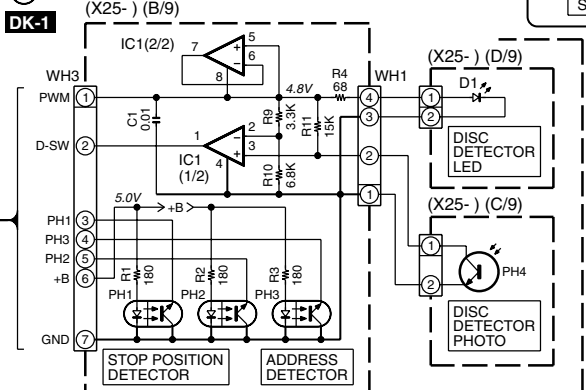 (X25- ) (B/9)
DK-1
S
IC1(2/2)
7
5
6
8
+
−
WH3
PWM
1
4.8V
R4
68
WH1
4
3
2
1
C1
0.01
R9
3.3K
R11
15K
D-SW
2
1
2
3
4
−
+
IC1
(1/2)
R10
6.8K
5.0V
+B
PH1
3
PH3
4
PH2
5
+B
6
R1
180
R2
180
R3
180
PH1
PH2
PH3
GND
7
STOP POSITION
DETECTOR
ADDRESS
DETECTOR
(X25- ) (D/9)
1
2
D1
DISC
DETECTOR
LED
(X25- ) (C/9)
1
2
PH4
DISC
DETECTOR
PHOTO